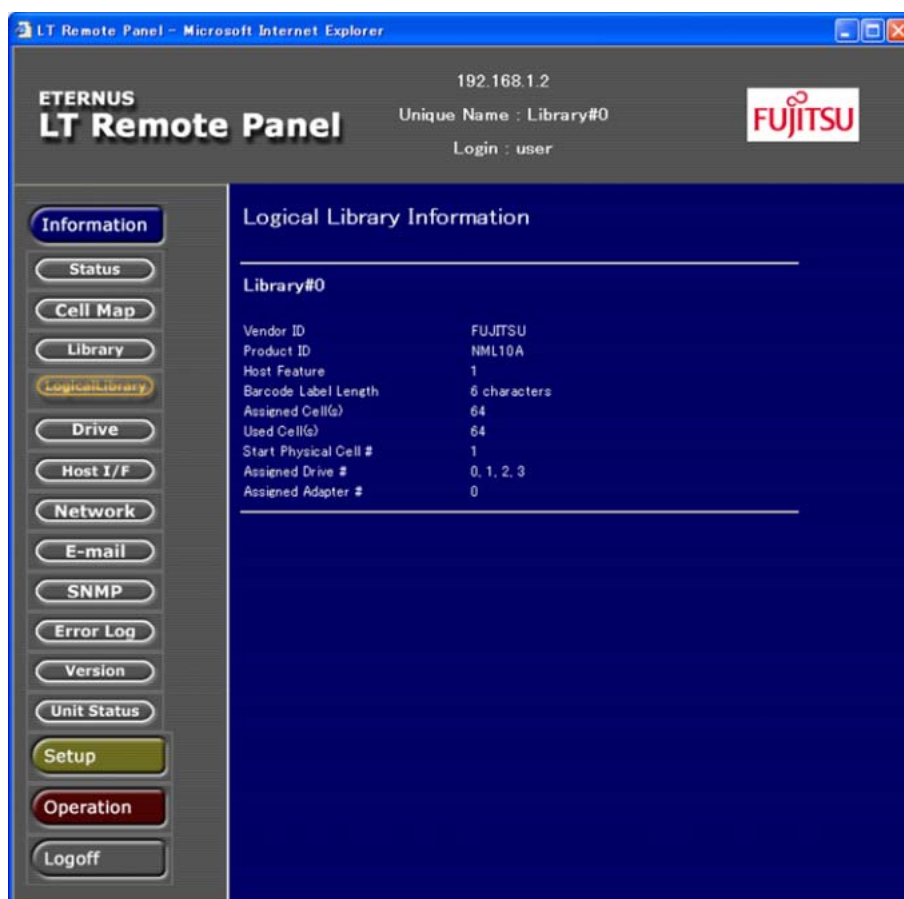 LT Remote Panel - Microsoft Internet Explorer
ETERNUS
LT Remote Panel
192.168.1.2
Unique Name : Library#0
Login : user
FUJITSU
Information
Status
Cell Map
Library
LogicalLibrary
Drive
Host I/F
Network
E-mail
SNMP
Error Log
Version
Unit Status
Setup
Operation
Logoff
Logical Library Information
Library#0
Vendor ID FUJITSU
Product ID NML10A
Host Feature 1
Barcode Label Length 6 characters
Assigned Cell(s) 64
Used Cell(s) 64
Start Physical Cell # 1
Assigned Drive # 0, 1, 2, 3
Assigned Adapter # 0